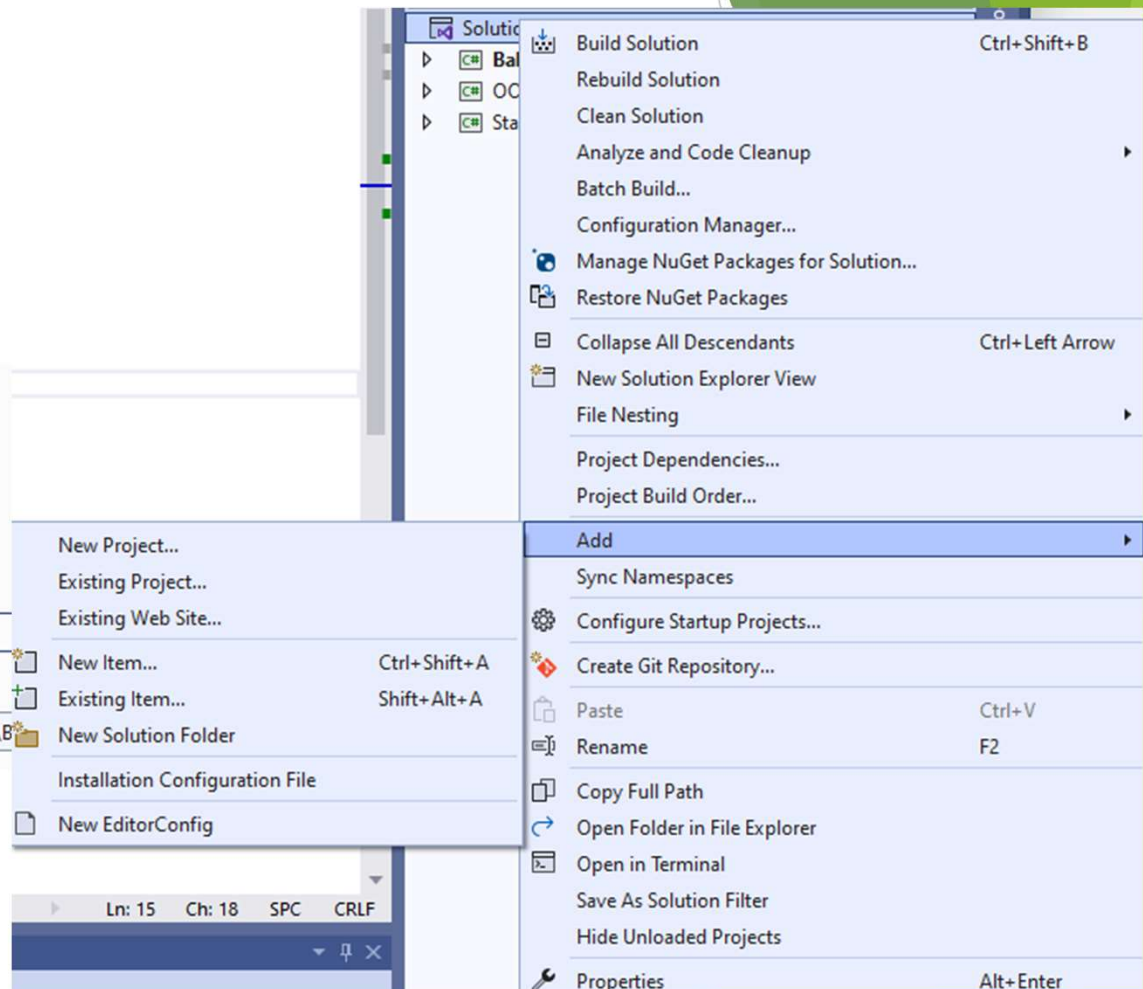 Solutio
Build Solution Ctrl+Shift+B
Bal
Rebuild Solution
OO
Clean Solution
Sta
Analyze and Code Cleanup
Batch Build...
Configuration Manager...
Manage NuGet Packages for Solution...
Restore NuGet Packages
Collapse All Descendants Ctrl+Left Arrow
New Solution Explorer View
File Nesting
Project Dependencies...
Project Build Order...
Add
Sync Namespaces
Configure Startup Projects...
Create Git Repository...
Paste Ctrl+V
Rename F2
Copy Full Path
Open Folder in File Explorer
Open in Terminal
Save As Solution Filter
Hide Unloaded Projects
Properties Alt+Enter
New Project...
Existing Project...
Existing Web Site...
New Item... Ctrl+Shift+A
Existing Item... Shift+Alt+A
New Solution Folder
Installation Configuration File
New EditorConfig
Ln: 15 Ch: 18 SPC CRLF